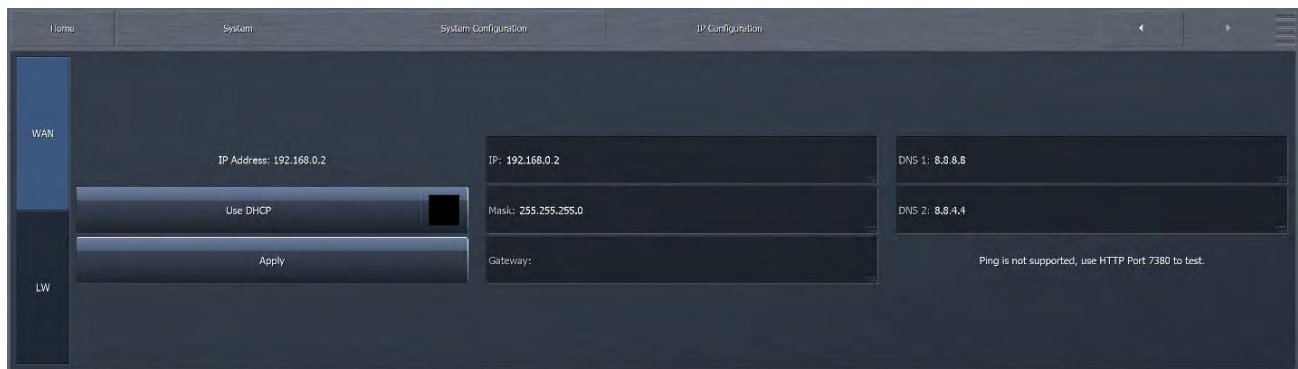 Home System System Configuration IP Configuration
WAN
IP Address: 192.168.0.2 IP: 192.168.0.2 DNS 1: 8.8.8.8
Use DHCP Mask: 255.255.255.0 DNS 2: 8.8.4.4
Apply Gateway: Ping is not supported, use HTTP Port 7380 to test.
LW